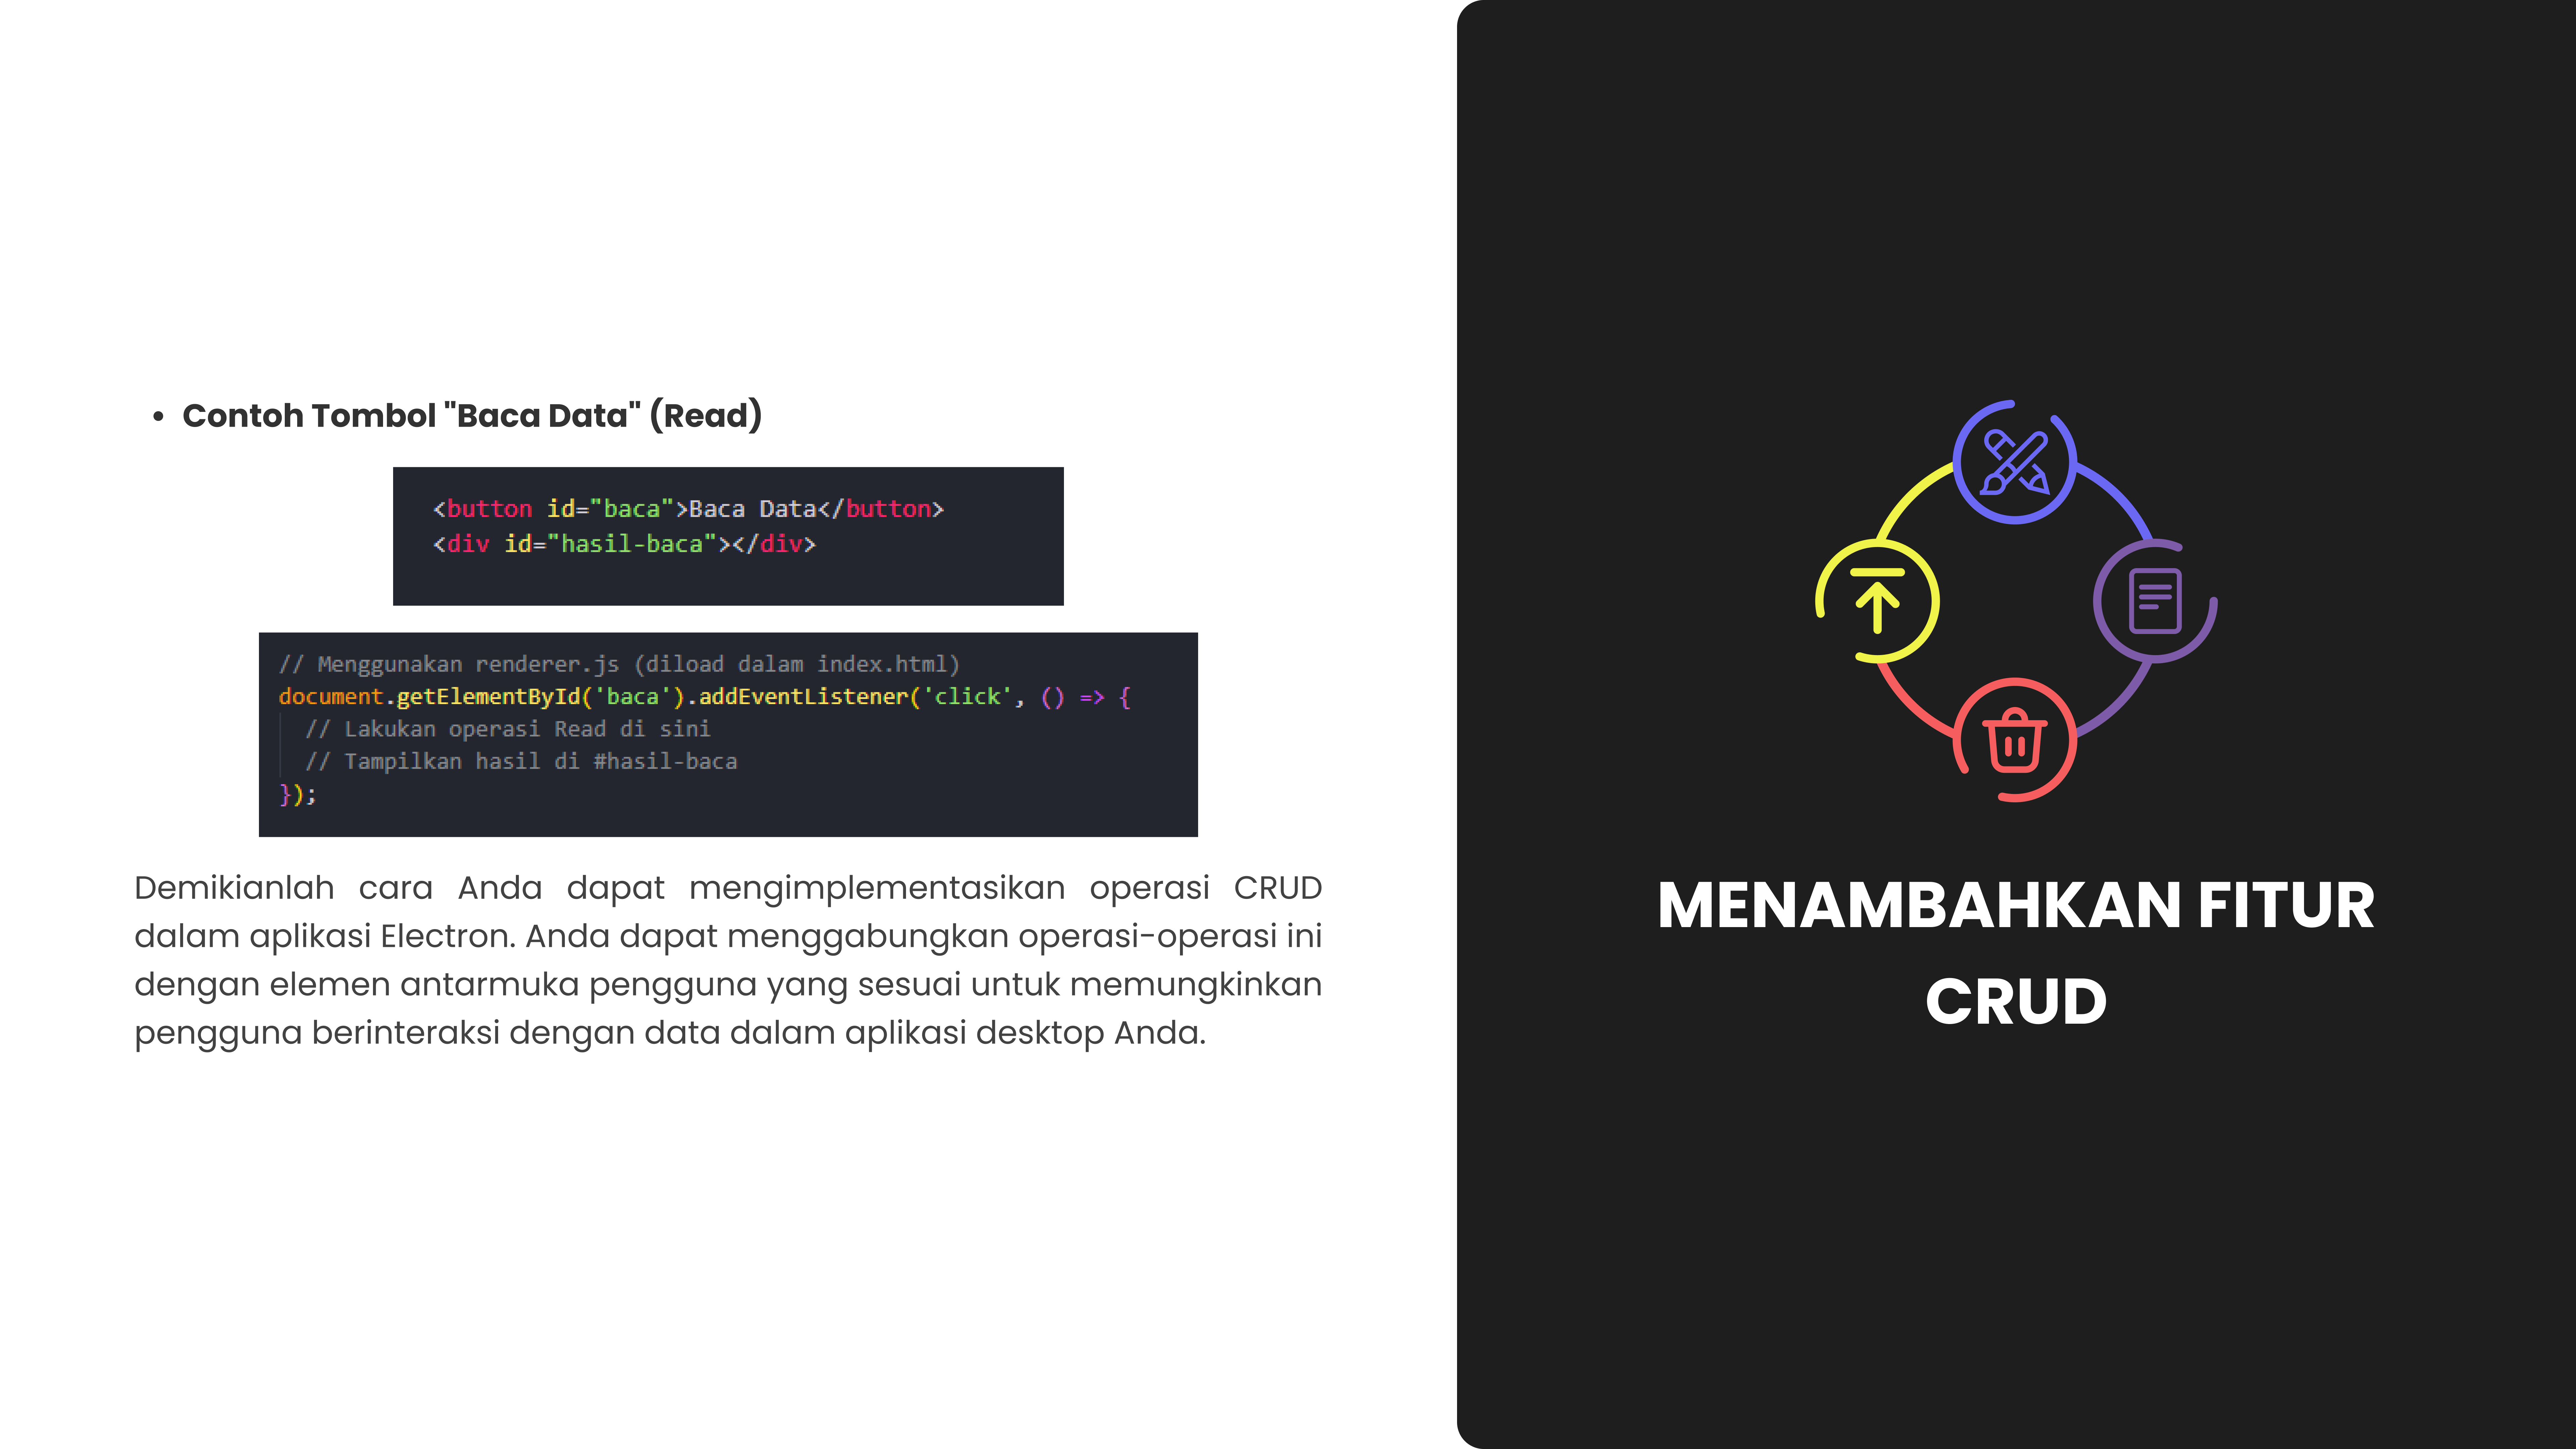 • Contoh Tombol "Baca Data" (Read)
<button id="baca">Baca Data</button>
<div id="hasil-baca"></div>
// Menggunakan renderer.js (diload dalam index.html)
document.getElementById('baca').addEventListener('click', () => {
  // Lakukan operasi Read di sini
  // Tampilkan hasil di #hasil-baca
});
Demikianlah cara Anda dapat mengimplementasikan operasi CRUD
dalam aplikasi Electron. Anda dapat menggabungkan operasi-operasi ini
dengan elemen antarmuka pengguna yang sesuai untuk memungkinkan
pengguna berinteraksi dengan data dalam aplikasi desktop Anda.
MENAMBAHKAN FITUR
CRUD